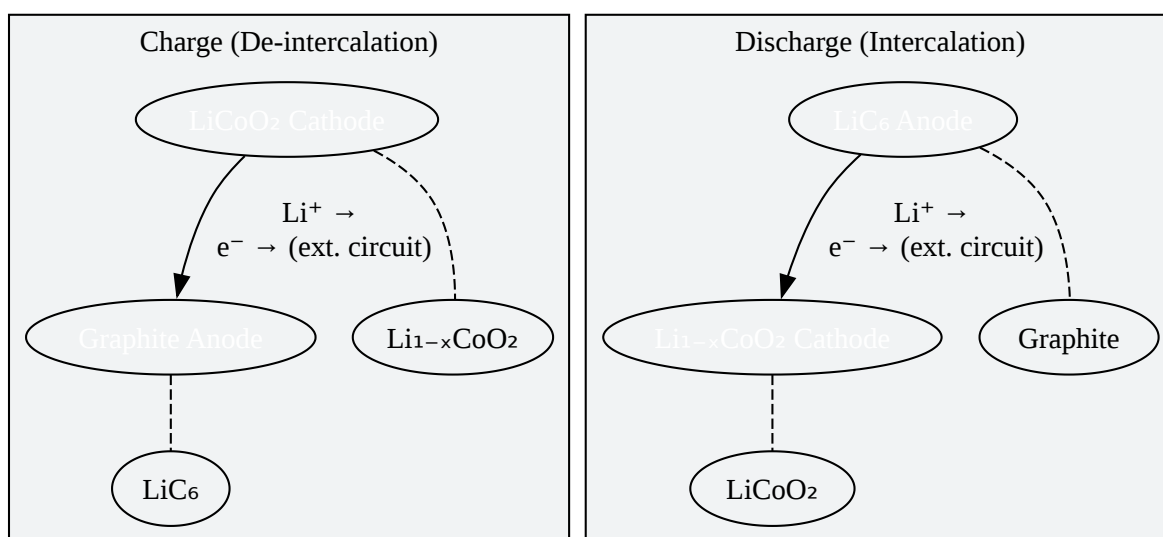 Charge (De-intercalation)
LiCoO₂ Cathode
Li⁺ →
e⁻ → (ext. circuit)
Graphite Anode
Li₁₋ₓCoO₂
LiC₆
Discharge (Intercalation)
LiC₆ Anode
Li⁺ →
e⁻ → (ext. circuit)
Li₁₋ₓCoO₂ Cathode
Graphite
LiCoO₂